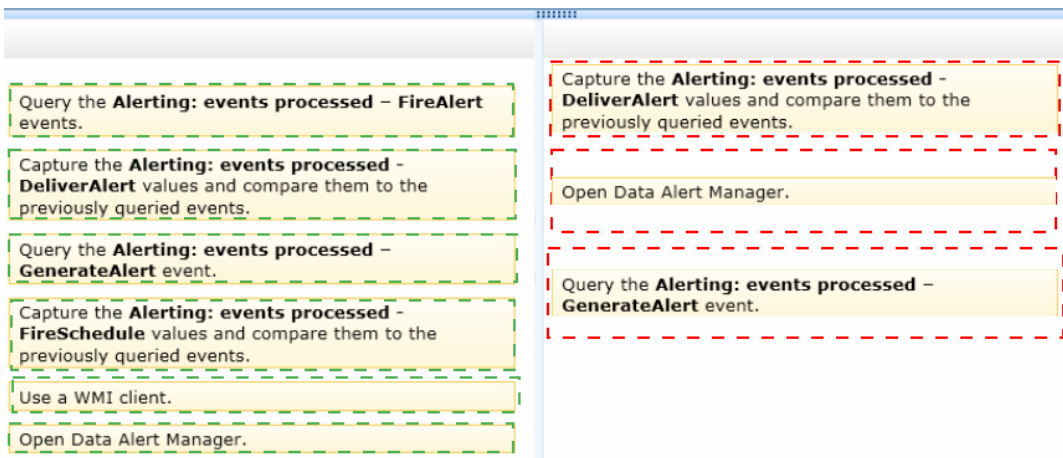 Query the Alerting: events processed – FireAlert
events.
Capture the Alerting: events processed -
DeliverAlert values and compare them to the
previously queried events.
Query the Alerting: events processed –
GenerateAlert event.
Capture the Alerting: events processed -
FireSchedule values and compare them to the
previously queried events.
Use a WMI client.
Open Data Alert Manager.
Capture the Alerting: events processed -
DeliverAlert values and compare them to the
previously queried events.
Open Data Alert Manager.
Query the Alerting: events processed –
GenerateAlert event.